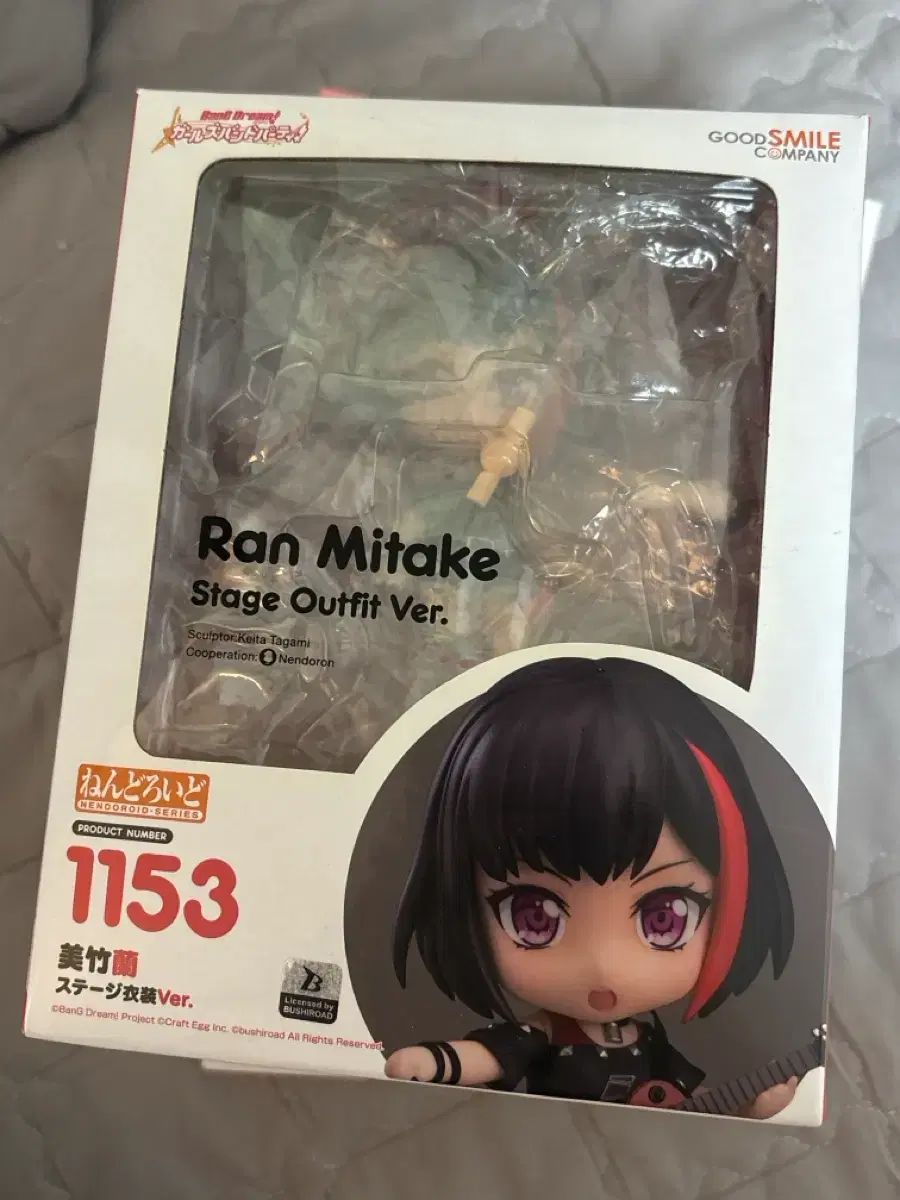 BanG Dream!
ガールズバンドパーティ!
GOOD SMILE
COMPANY
Ran Mitake
Stage Outfit Ver.
Sculptor:Keita Tagami
Cooperation: Nendoron
ねんどろいど
NENDOROID-SERIES
PRODUCT NUMBER
1153
美竹蘭
ステージ衣装Ver.
B
Licensed by
BUSHIROAD
©BanG Dream! Project ©Craft Egg Inc. ©bushiroad All Rights Reserved.